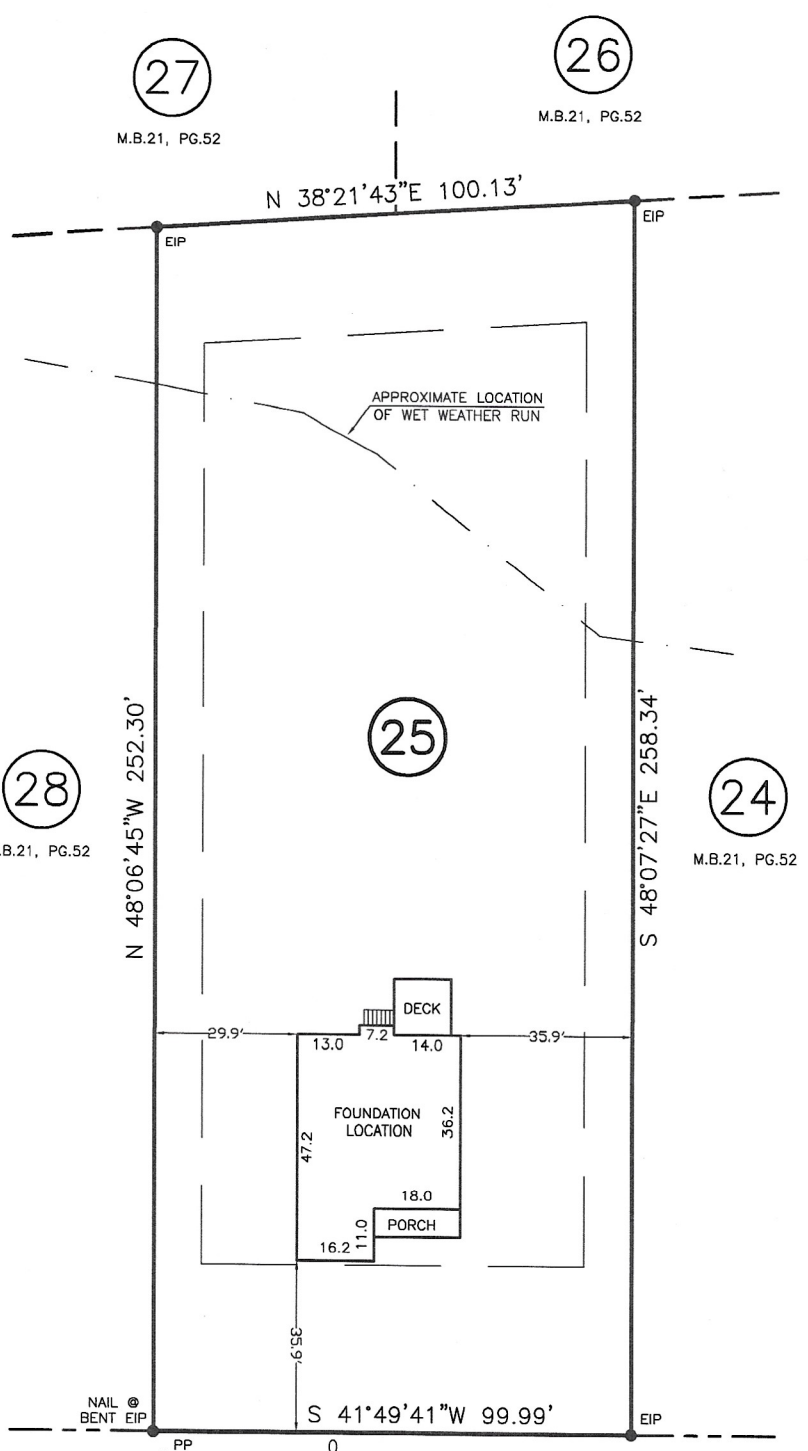 27
M.B.21, PG.52
26
M.B.21, PG.52
N 38°21'43"E 100.13'
EIP
EIP
APPROXIMATE LOCATION
OF WET WEATHER RUN
25
N 48°06'45"W 252.30'
S 48°07'27"E 258.34'
28
.B.21, PG.52
24
M.B.21, PG.52
DECK
29.9'
13.0
7.2
14.0
35.9'
FOUNDATION
LOCATION
47.2
36.2
18.0
PORCH
11.0
16.2
35.9'
NAIL @
BENT EIP
S 41°49'41"W 99.99'
EIP
PP
0